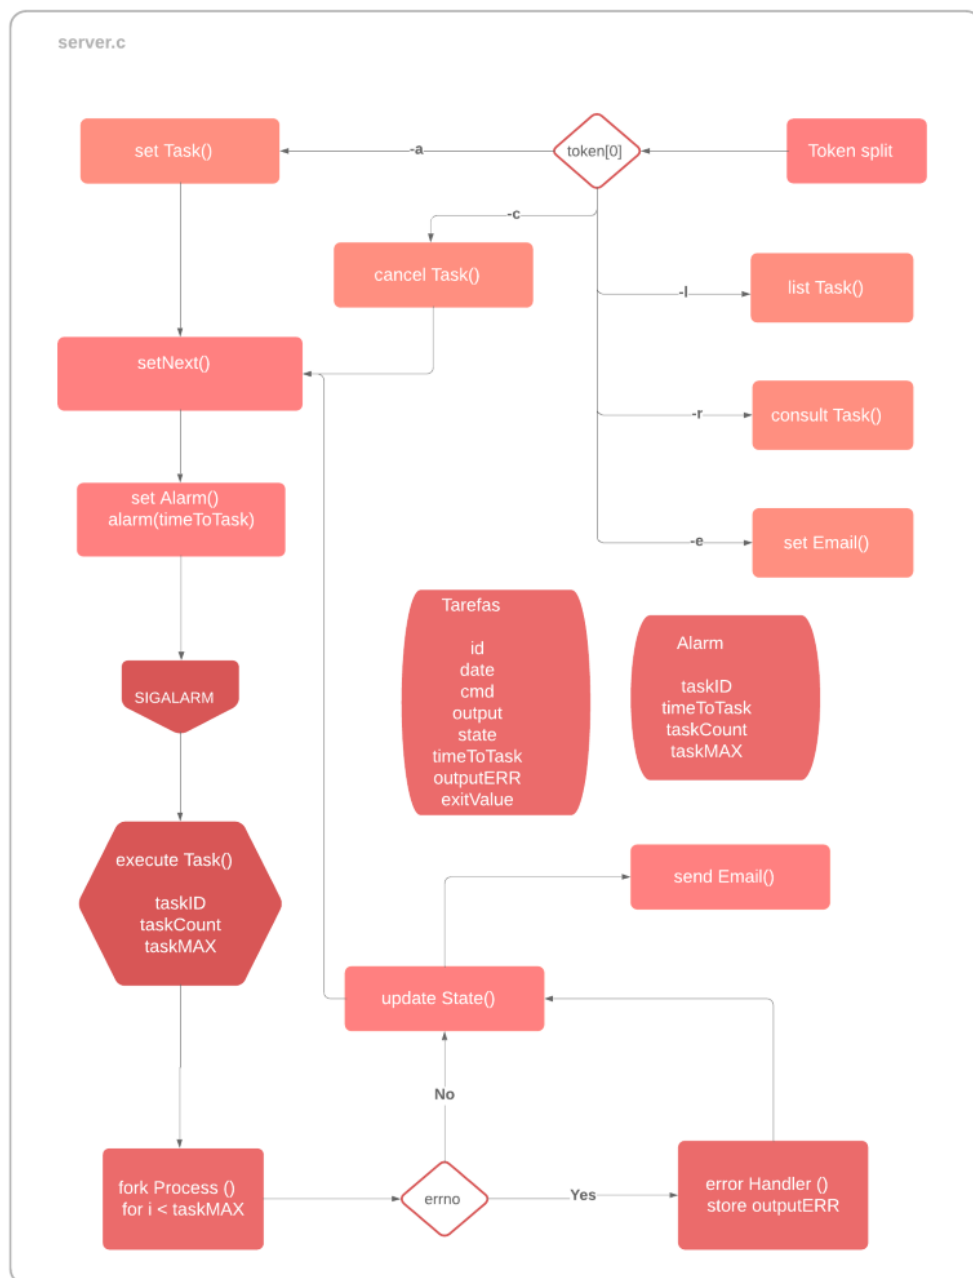 server.c
set Task()
-a
token[0]
Token split
-c
cancel Task()
-l
list Task()
setNext()
-r
consult Task()
set Alarm()
alarm(timeToTask)
-e
set Email()
Tarefas
id
date
cmd
output
state
timeToTask
outputERR
exitValue
Alarm
taskID
timeToTask
taskCount
taskMAX
SIGALARM
execute Task()
taskID
taskCount
taskMAX
send Email()
update State()
No
fork Process ()
for i < taskMAX
errno
Yes
error Handler ()
store outputERR